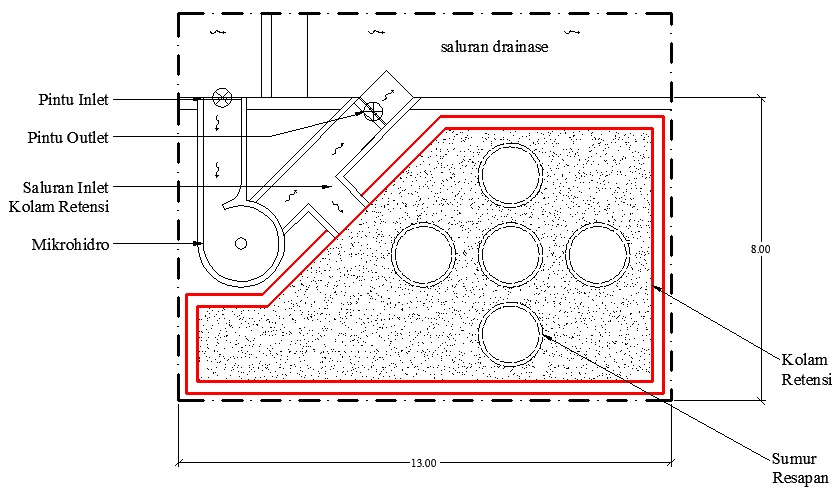 saluran drainase
Pintu Inlet
Pintu Outlet
Saluran Inlet
Kolam Retensi
Mikrohidro
8.00
Kolam
Retensi
13.00
Sumur
Resapan